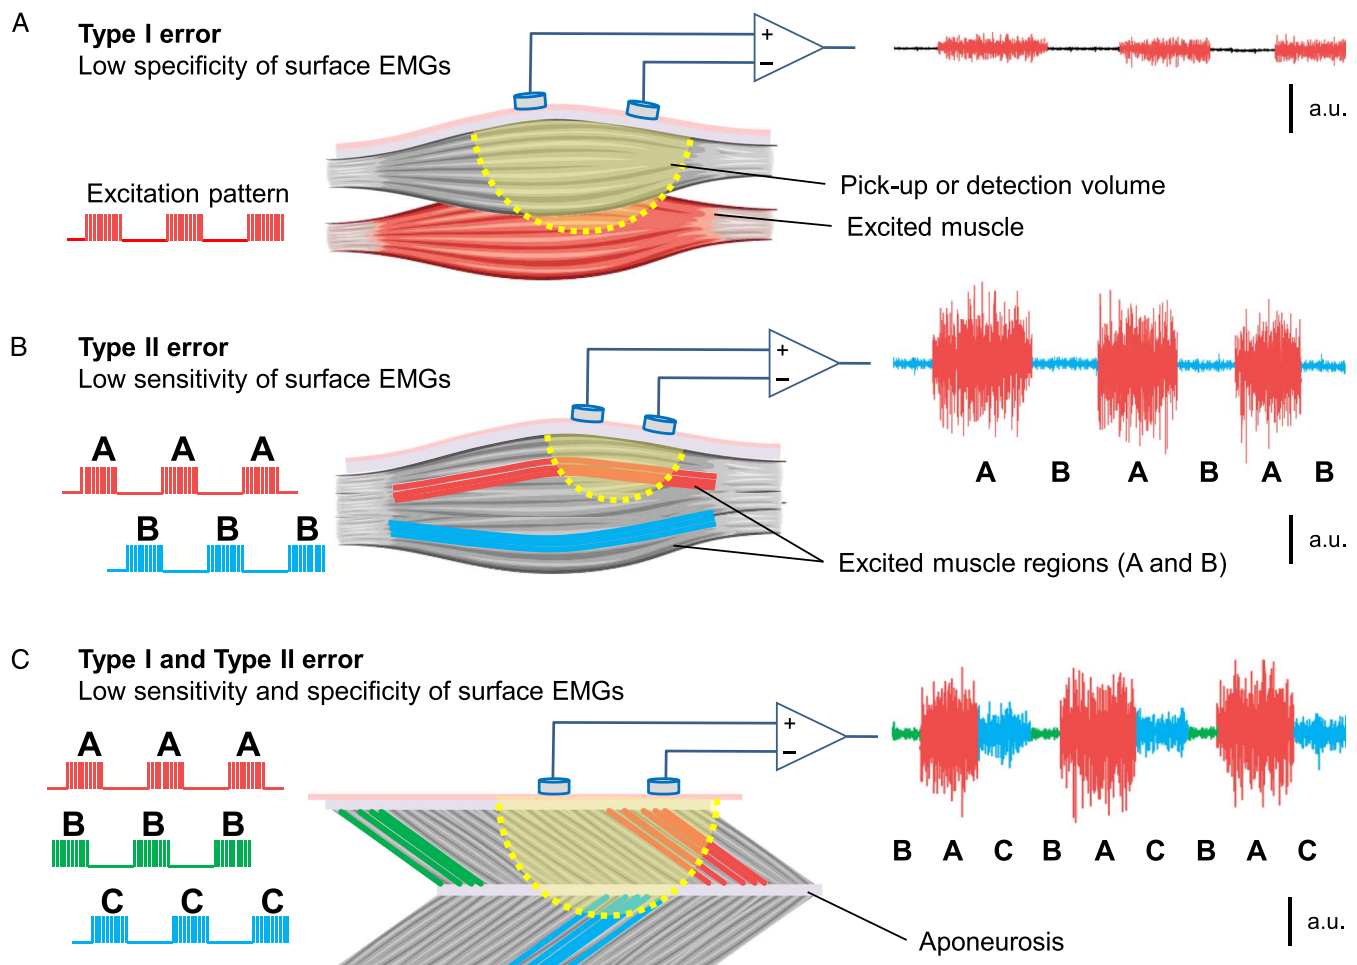 A
Type I error
Low specificity of surface EMGs
+
−
a.u.
Excitation pattern
Pick-up or detection volume
Excited muscle
B
Type II error
Low sensitivity of surface EMGs
+
−
A A A
B B B
A B A B A B
a.u.
Excited muscle regions (A and B)
C
Type I and Type II error
Low sensitivity and specificity of surface EMGs
+
−
A A A
B B B
C C C
B A C B A C B A C
a.u.
Aponeurosis